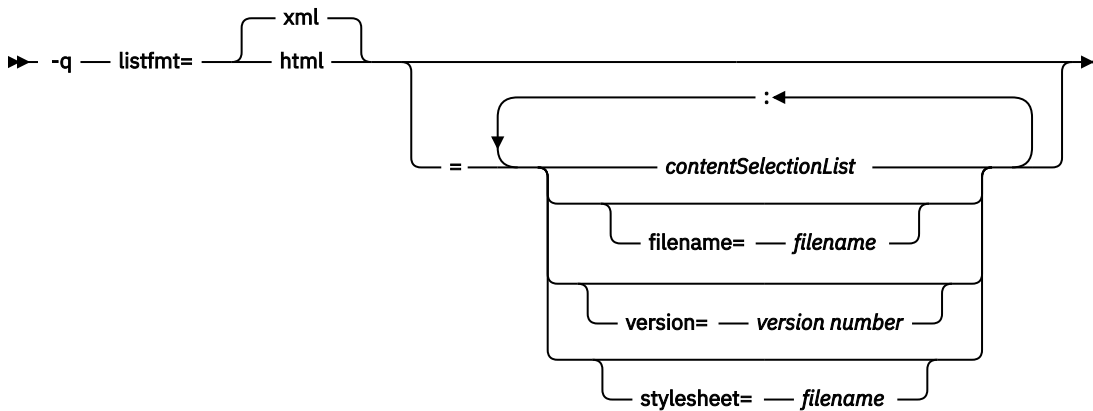 xml
-q listfmt= html
:
= contentSelectionList
filename= filename
version= version number
stylesheet= filename